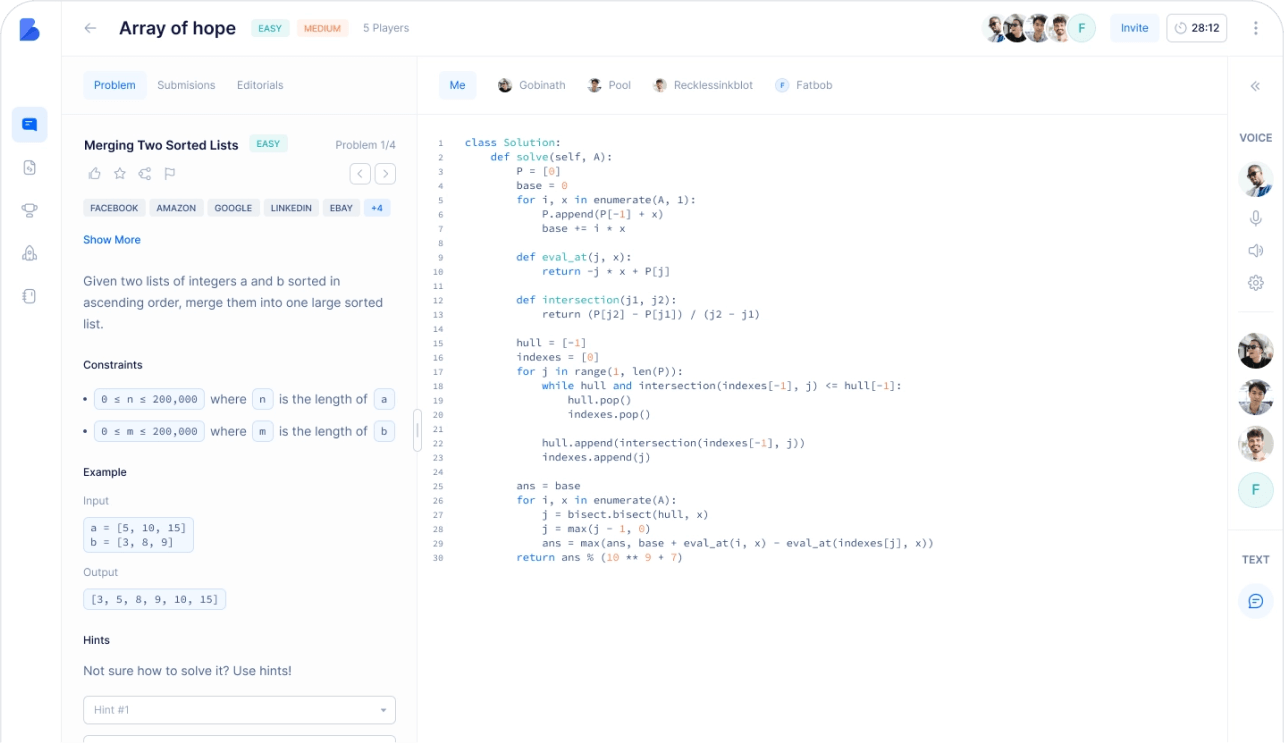 Array of hope EASY MEDIUM 5 Players F Invite 28:12
Problem Submisions Editorials
Me Gobinath Pool Recklessinkblot F Fatbob
Merging Two Sorted Lists EASY Problem 1/4
FACEBOOK AMAZON GOOGLE LINKEDIN EBAY +4
Show More
Given two lists of integers a and b sorted in
ascending order, merge them into one large sorted
list.
Constraints
• 0 ≤ n ≤ 200,000 where n is the length of a
• 0 ≤ m ≤ 200,000 where m is the length of b
Example
Input
a = [5, 10, 15]
b = [3, 8, 9]
Output
[3, 5, 8, 9, 10, 15]
Hints
Not sure how to solve it? Use hints!
Hint #1
1 class Solution:
2     def solve(self, A):
3         P = [0]
4         base = 0
5         for i, x in enumerate(A, 1):
6             P.append(P[-1] + x)
7             base += i * x
8
9         def eval_at(j, x):
10             return -j * x + P[j]
11
12         def intersection(j1, j2):
13             return (P[j2] - P[j1]) / (j2 - j1)
14
15         hull = [-1]
16         indexes = [0]
17         for j in range(1, len(P)):
18             while hull and intersection(indexes[-1], j) <= hull[-1]:
19                 hull.pop()
20                 indexes.pop()
21
22             hull.append(intersection(indexes[-1], j))
23             indexes.append(j)
24
25         ans = base
26         for i, x in enumerate(A):
27             j = bisect.bisect(hull, x)
28             j = max(j - 1, 0)
29             ans = max(ans, base + eval_at(i, x) - eval_at(indexes[j], x))
30         return ans % (10 ** 9 + 7)
VOICE
F
TEXT